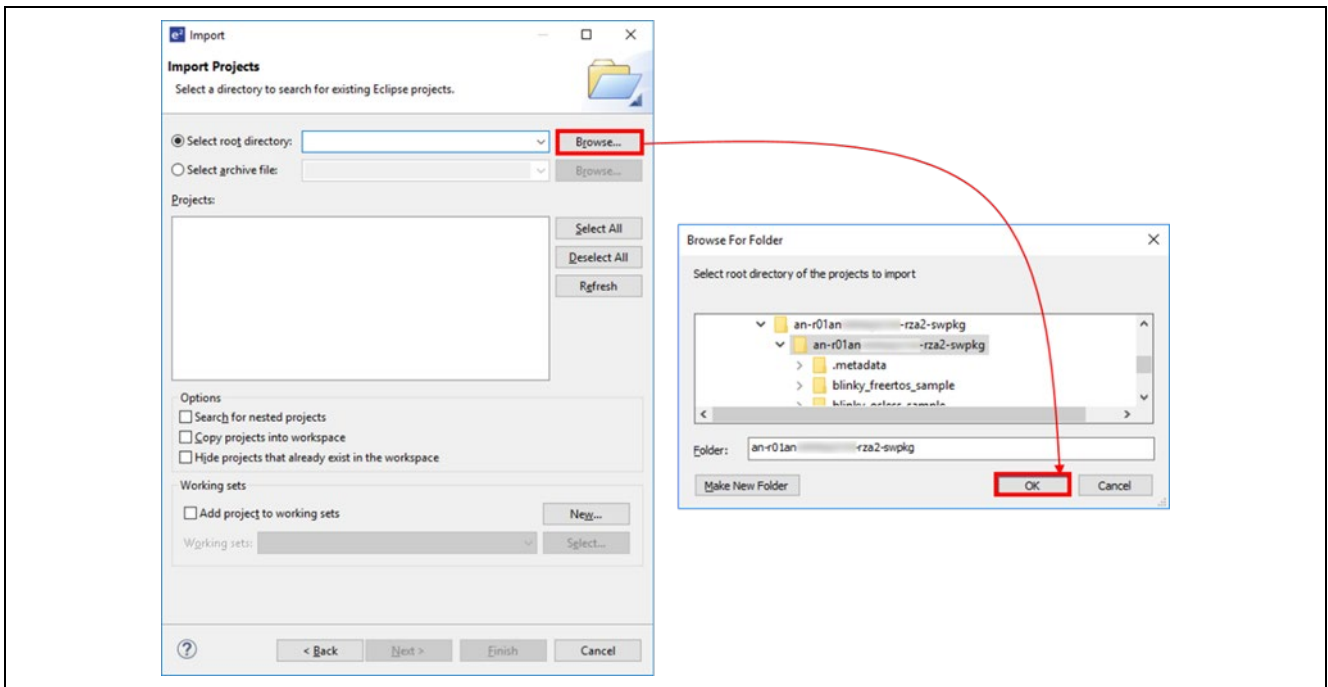 e² Import
Import Projects
Select a directory to search for existing Eclipse projects.
Select root directory: Browse...
Select archive file: Browse...
Projects:
Select All
Deselect All
Refresh
Options
Search for nested projects
Copy projects into workspace
Hide projects that already exist in the workspace
Working sets
Add project to working sets New...
Working sets: Select...
? < Back Next > Finish Cancel
Browse For Folder
Select root directory of the projects to import
an-r01an -rza2-swpkg
an-r01an -rza2-swpkg
.metadata
blinky_freertos_sample
Folder: an-r01an -rza2-swpkg
Make New Folder OK Cancel